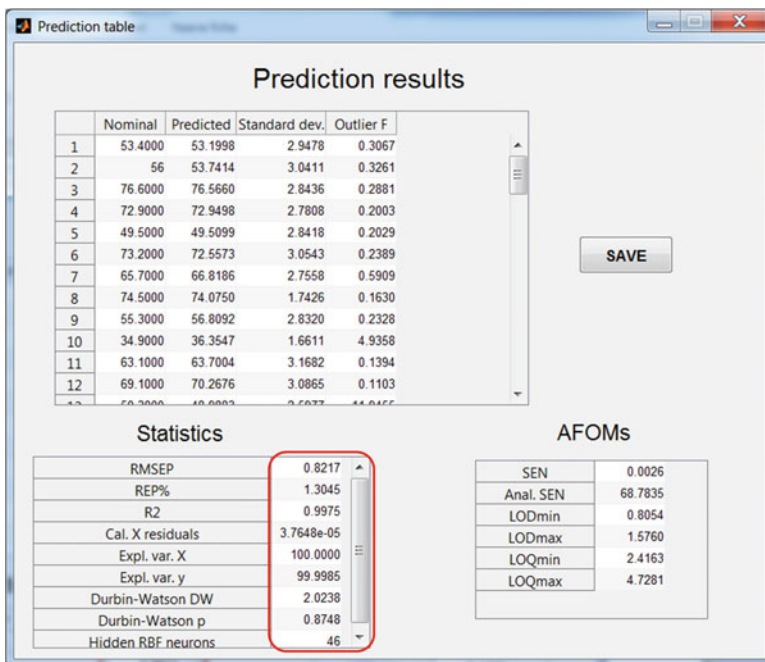 Prediction table
Prediction results
Nominal Predicted Standard dev. Outlier F
1 53.4000 53.1998 2.9478 0.3067
2 56 53.7414 3.0411 0.3261
3 76.6000 76.5660 2.8436 0.2881
4 72.9000 72.9498 2.7808 0.2003
5 49.5000 49.5099 2.8418 0.2029
6 73.2000 72.5573 3.0543 0.2389
7 65.7000 66.8186 2.7558 0.5909
8 74.5000 74.0750 1.7426 0.1630
9 55.3000 56.8092 2.8320 0.2328
10 34.9000 36.3547 1.6611 4.9358
11 63.1000 63.7004 3.1682 0.1394
12 69.1000 70.2676 3.0865 0.1103
SAVE
Statistics
RMSEP 0.8217
REP% 1.3045
R2 0.9975
Cal. X residuals 3.7648e-05
Expl. var. X 100.0000
Expl. var. y 99.9985
Durbin-Watson DW 2.0238
Durbin-Watson p 0.8748
Hidden RBF neurons 46
AFOMs
SEN 0.0026
Anal. SEN 68.7835
LODmin 0.8054
LODmax 1.5760
LOQmin 2.4163
LOQmax 4.7281